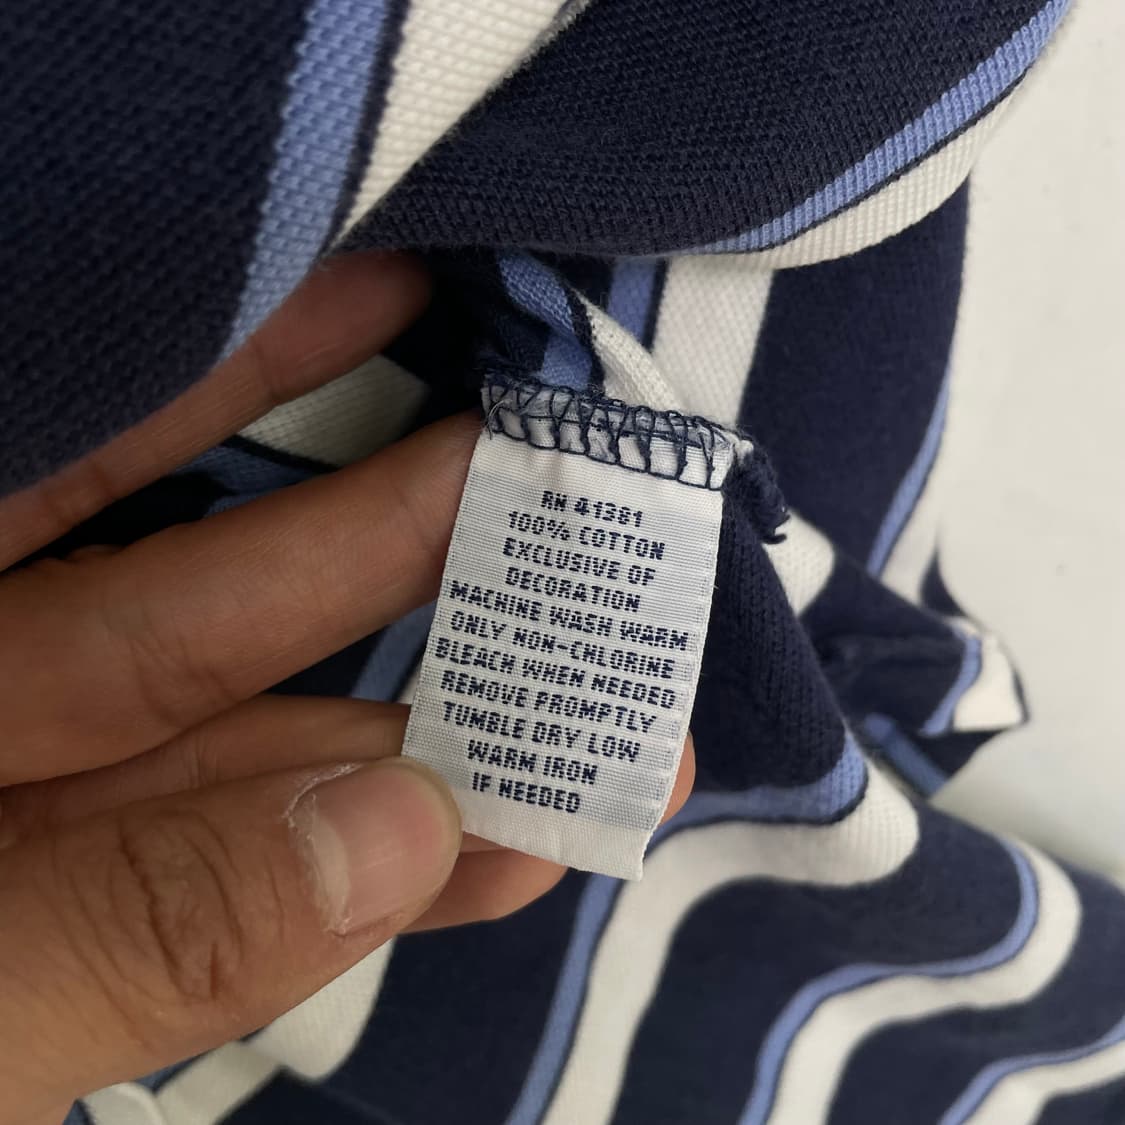 RN 41381
100% COTTON
EXCLUSIVE OF
DECORATION
MACHINE WASH WARM
ONLY NON-CHLORINE
BLEACH WHEN NEEDED
REMOVE PROMPTLY
TUMBLE DRY LOW
WARM IRON
IF NEEDED